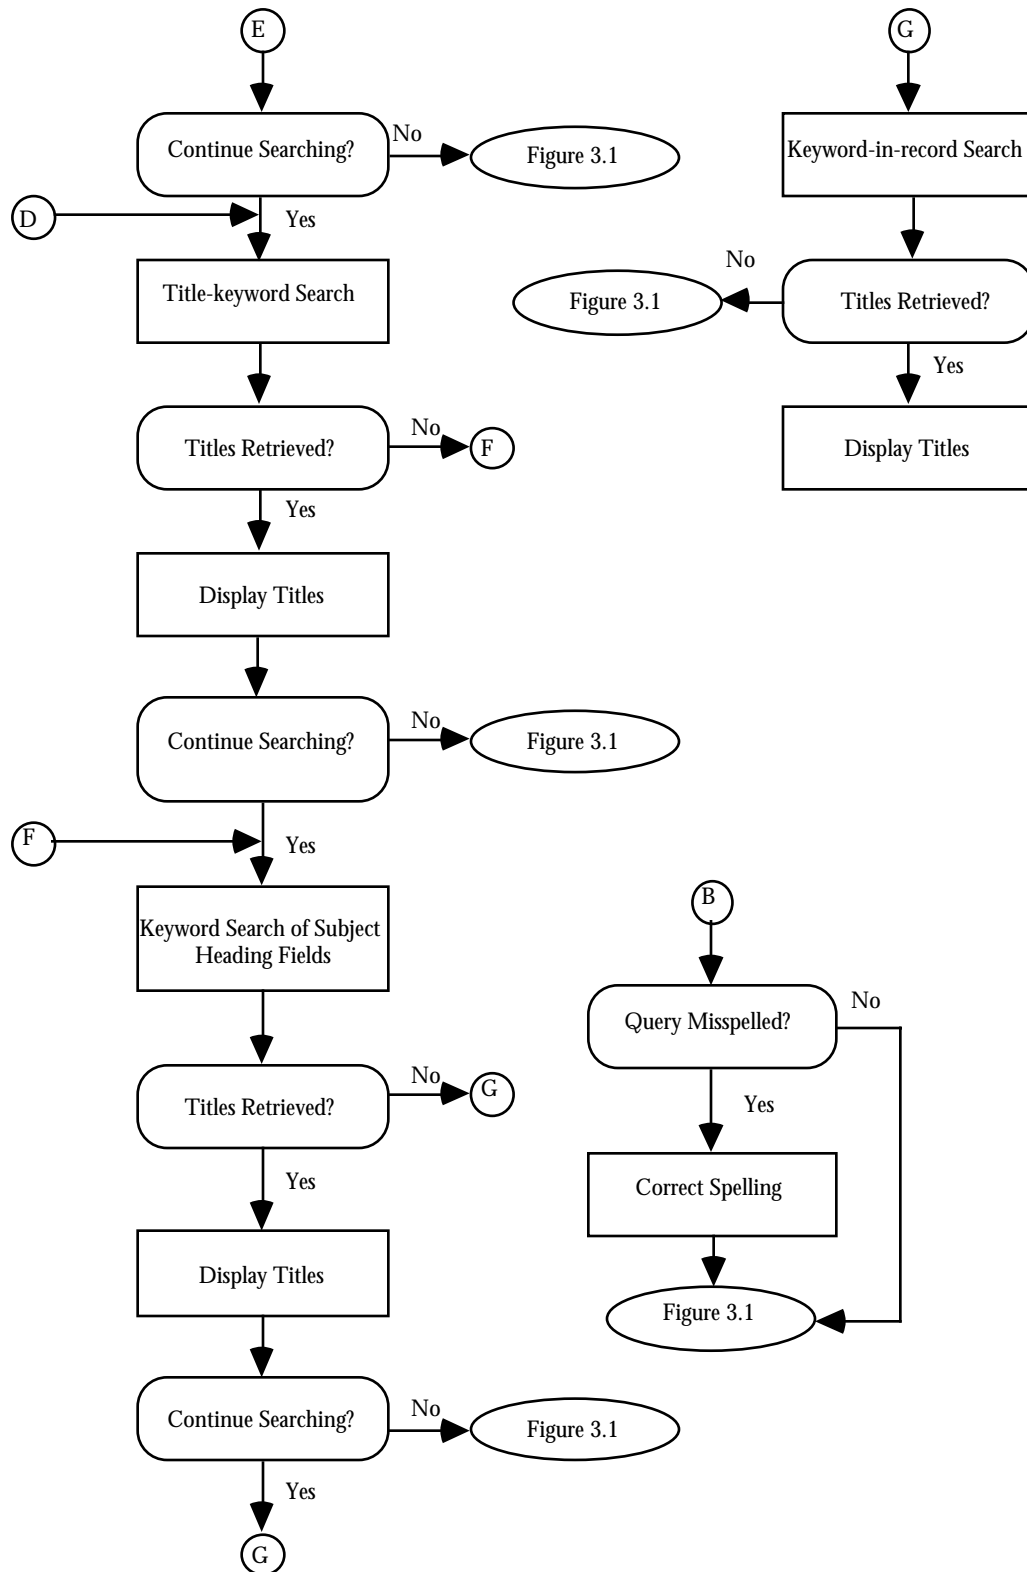 E
Continue Searching?
No
Figure 3.1
D
Yes
Title-keyword Search
Titles Retrieved?
No
F
Yes
Display Titles
Continue Searching?
No
Figure 3.1
F
Yes
Keyword Search of Subject
Heading Fields
Titles Retrieved?
No
G
Yes
Display Titles
Continue Searching?
No
Figure 3.1
Yes
G
G
Keyword-in-record Search
Titles Retrieved?
No
Figure 3.1
Yes
Display Titles
B
Query Misspelled?
No
Yes
Correct Spelling
Figure 3.1